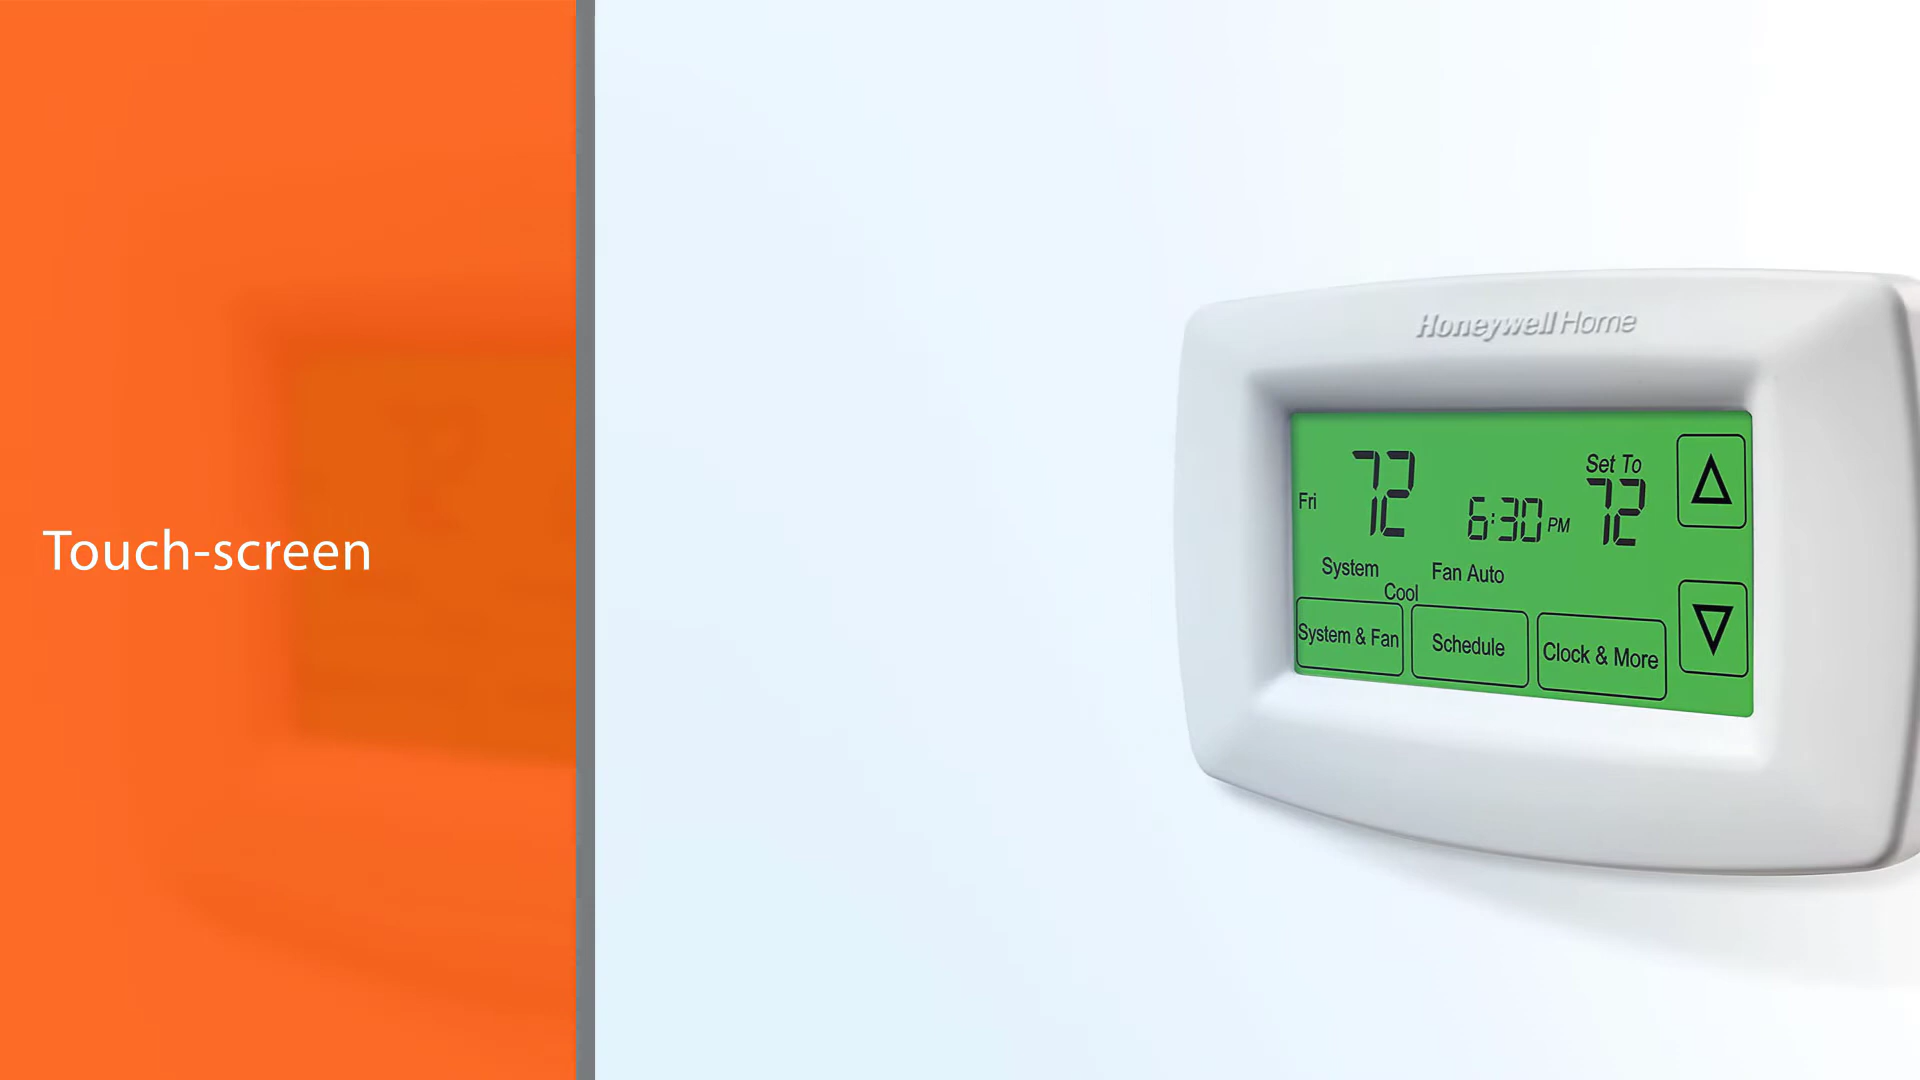 Touch-screen
Honeywell Home
Fri
72
6:30 PM
Set To
72
System
Cool
Fan Auto
System & Fan
Schedule
Clock & More